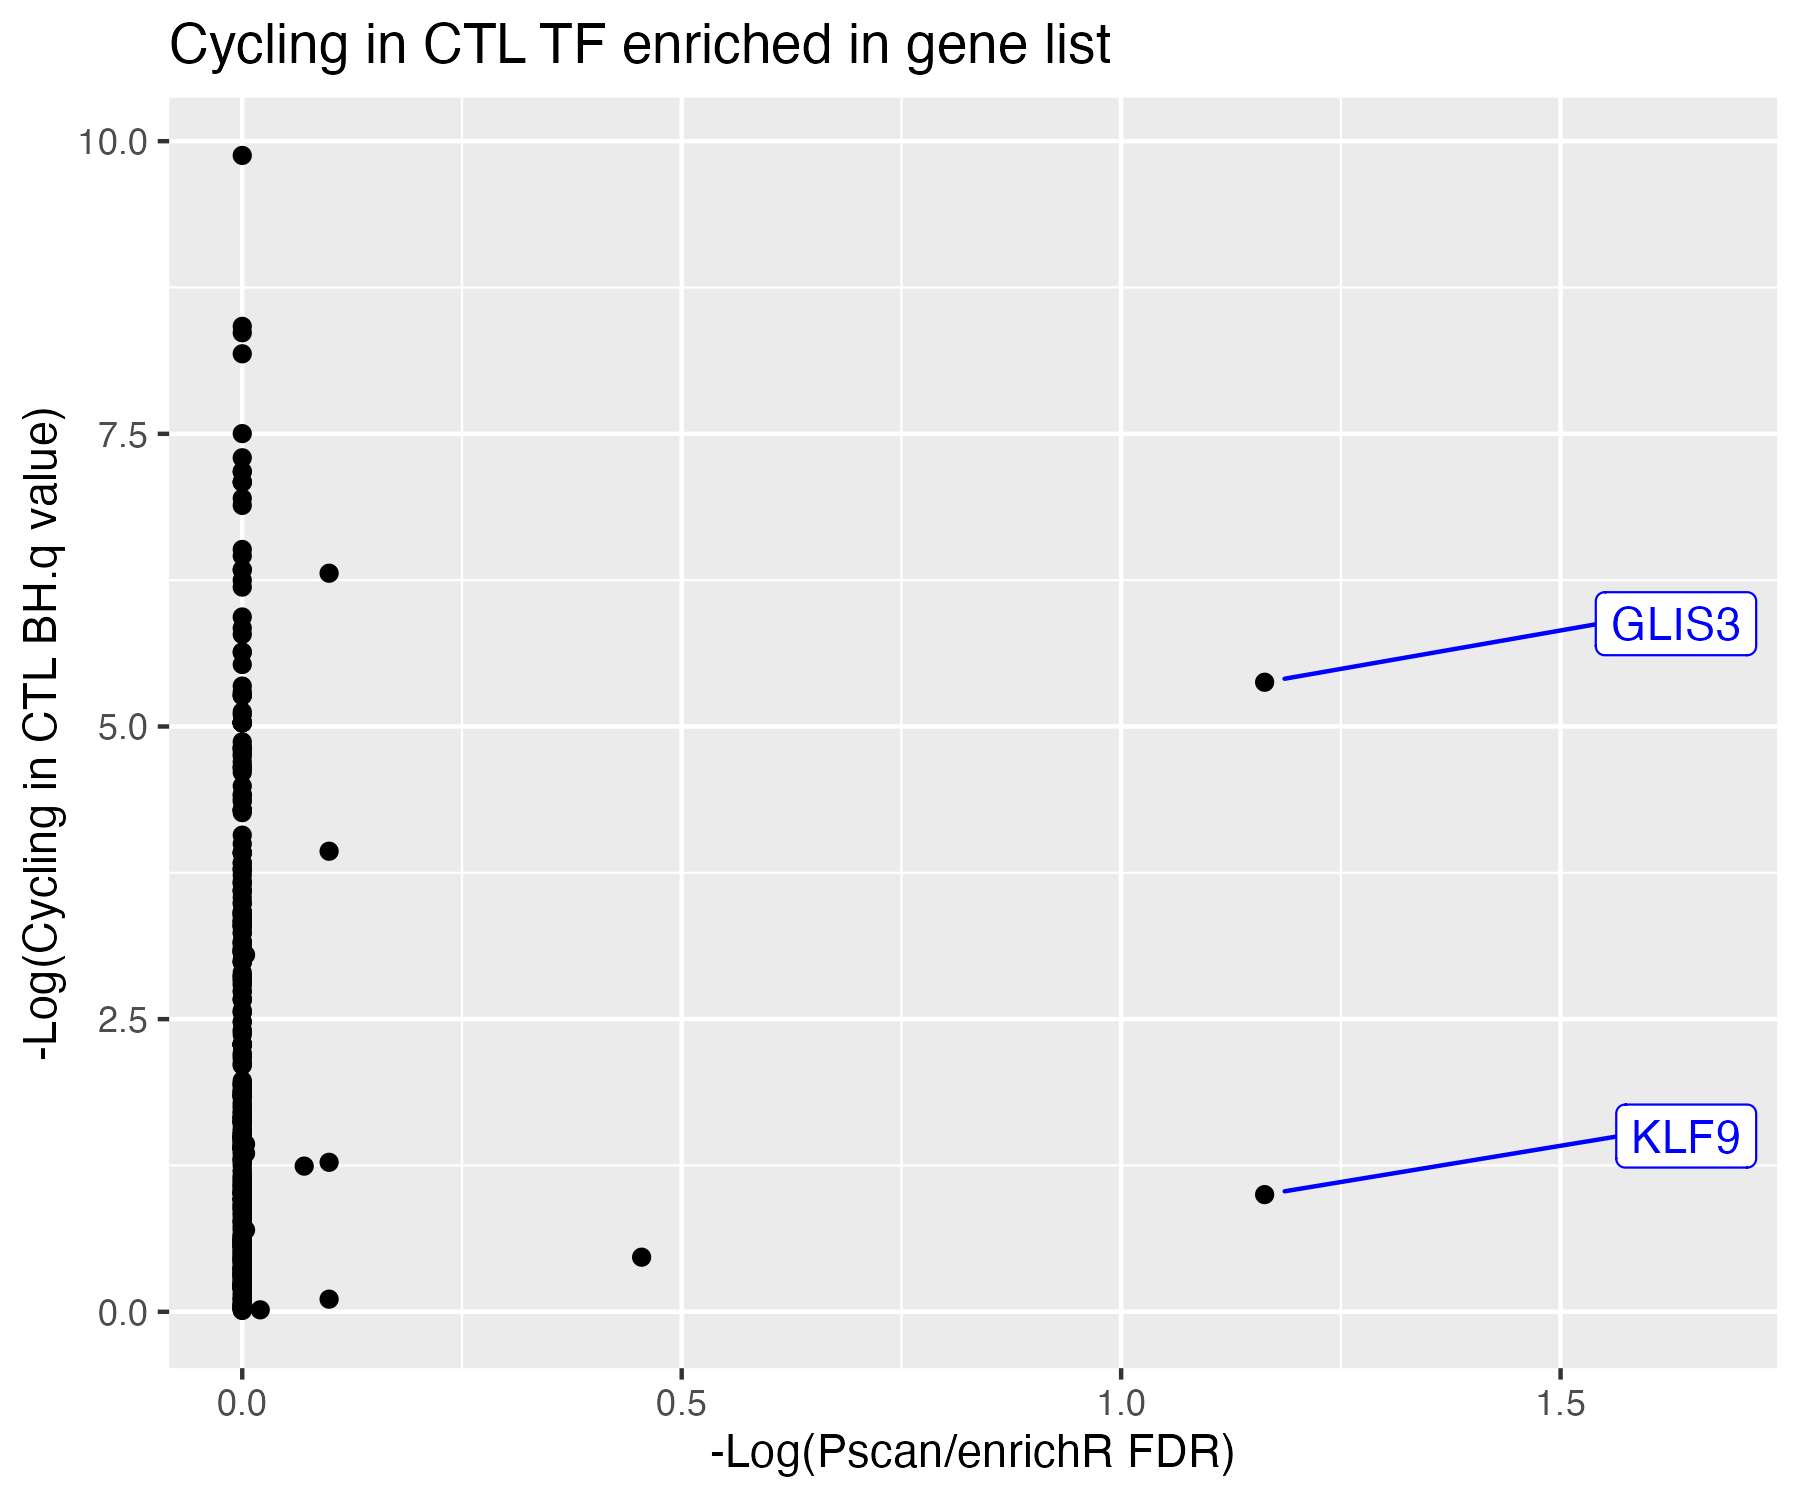 Cycling in CTL TF enriched in gene list
-Log(Cycling in CTL BH.q value)
10.0
7.5
5.0
2.5
0.0
GLIS3
KLF9
0.0 0.5 1.0 1.5
-Log(Pscan/enrichR FDR)